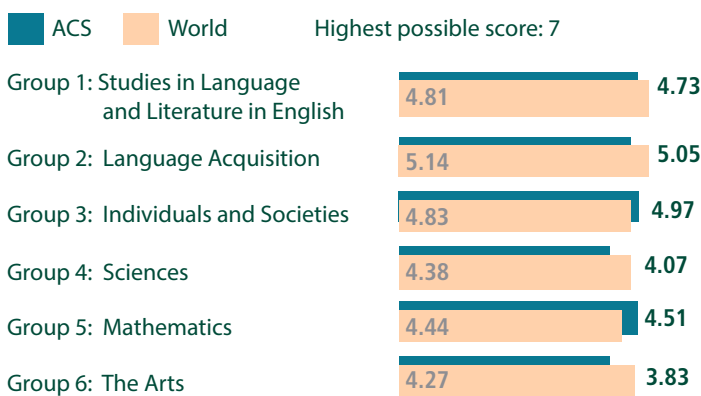 ACS World Highest possible score: 7
Group 1: Studies in Language 4.81 4.73
and Literature in English
Group 2: Language Acquisition 5.14 5.05
Group 3: Individuals and Societies 4.83 4.97
Group 4: Sciences 4.38 4.07
Group 5: Mathematics 4.44 4.51
Group 6: The Arts 4.27 3.83